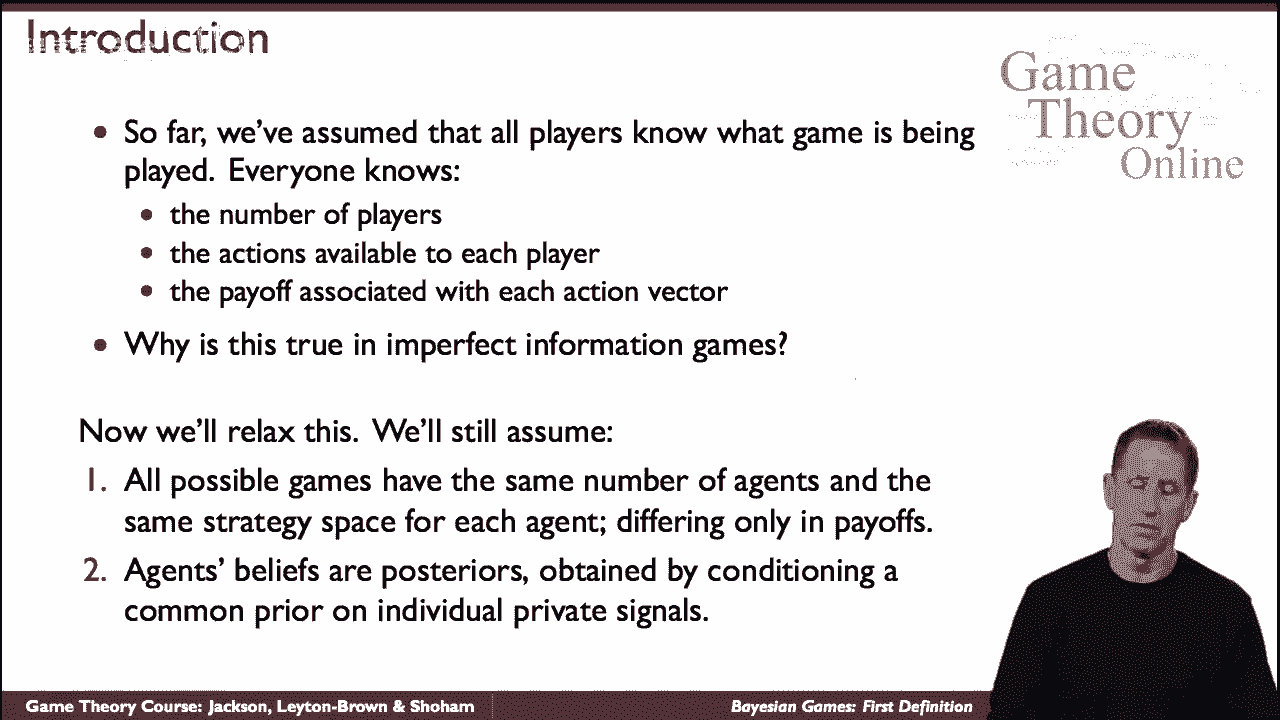 Introduction
Game
Theory
Online
• So far, we've assumed that all players know what game is being
played. Everyone knows:
• the number of players
• the actions available to each player
• the payoff associated with each action vector
• Why is this true in imperfect information games?
Now we'll relax this. We'll still assume:
1. All possible games have the same number of agents and the
same strategy space for each agent; differing only in payoffs.
2. Agents' beliefs are posteriors, obtained by conditioning a
common prior on individual private signals.
Game Theory Course: Jackson, Leyton-Brown & Shoham
Bayesian Games: First Definition